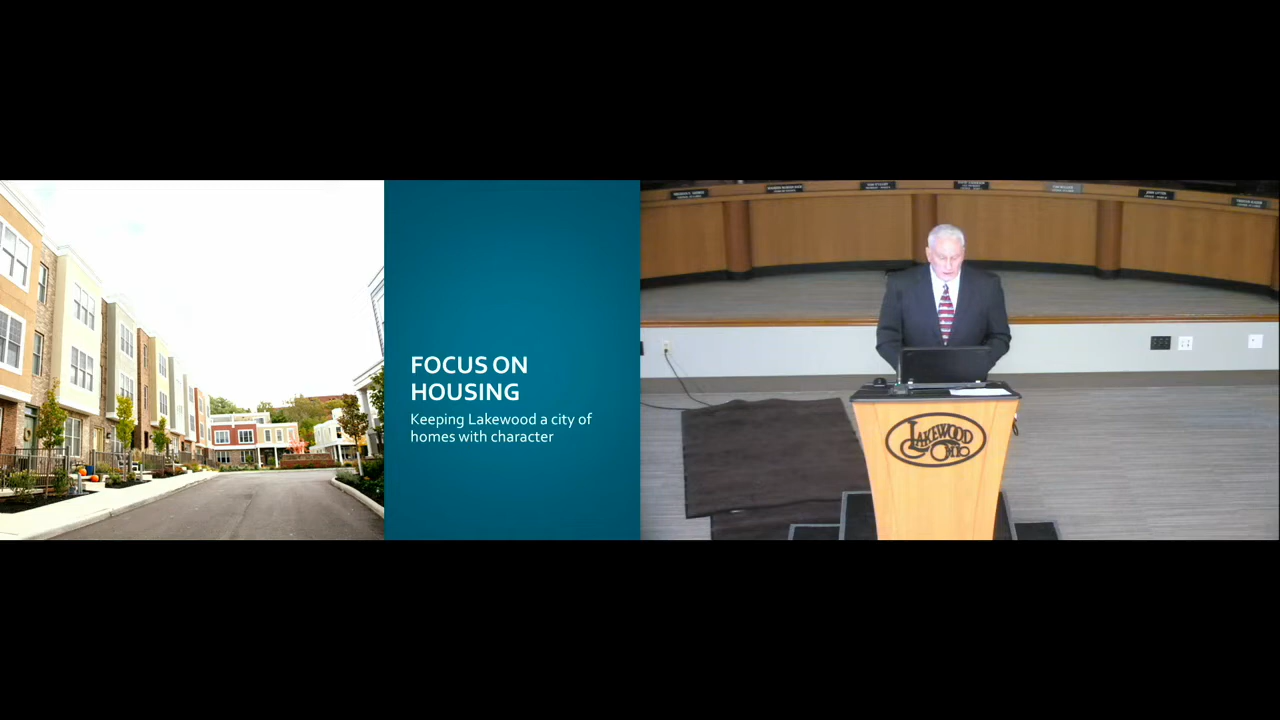 FOCUS ON
HOUSING
Keeping Lakewood a city of
homes with character
LAKEWOOD
OHIO